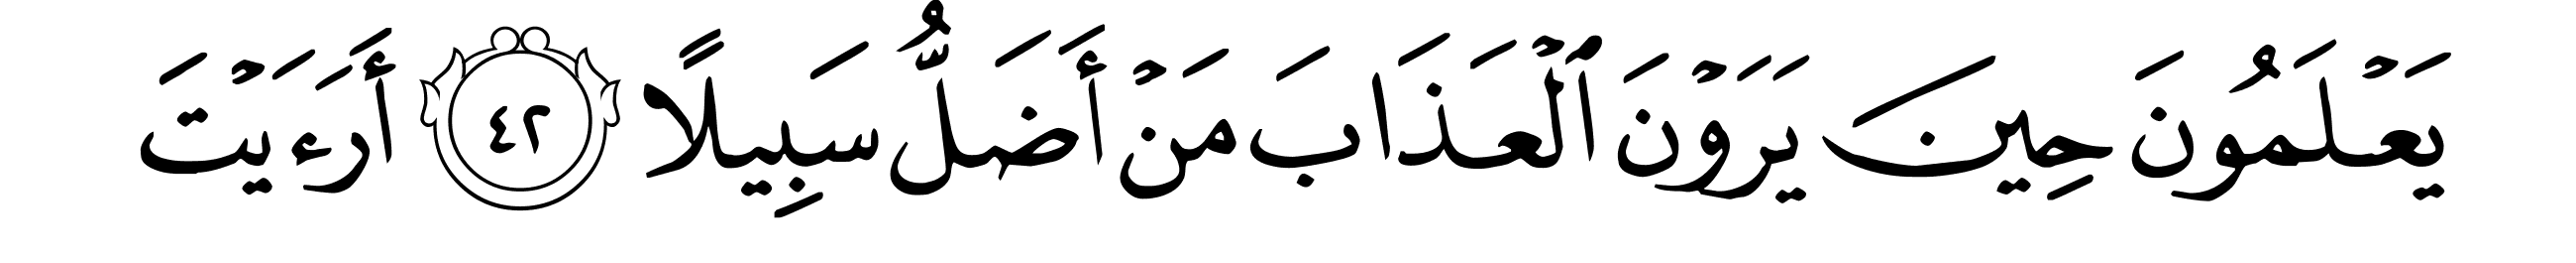 يَعْلَمُونَ حِينَ يَرَوْنَ ٱلْعَذَابَ مَنْ أَضَلُّ سَبِيلًا ٤٢ أَرَءَيْتَ